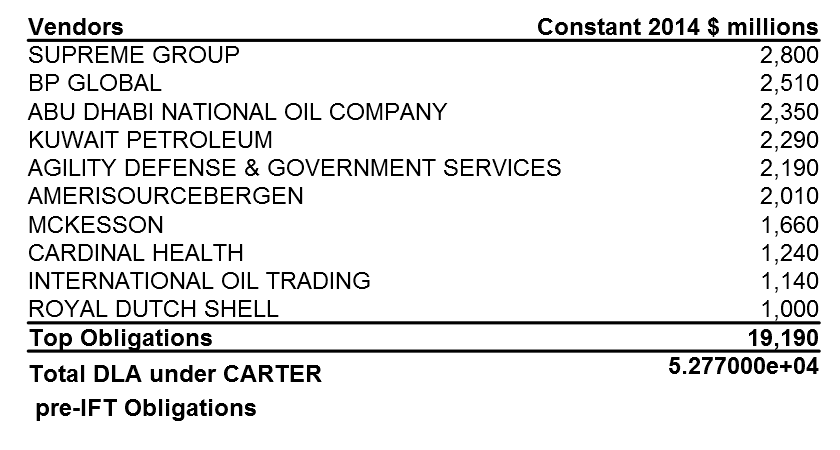 Vendors Constant 2014 $ millions
SUPREME GROUP 2,800
BP GLOBAL 2,510
ABU DHABI NATIONAL OIL COMPANY 2,350
KUWAIT PETROLEUM 2,290
AGILITY DEFENSE & GOVERNMENT SERVICES 2,190
AMERISOURCEBERGEN 2,010
MCKESSON 1,660
CARDINAL HEALTH 1,240
INTERNATIONAL OIL TRADING 1,140
ROYAL DUTCH SHELL 1,000
Top Obligations 19,190
Total DLA under CARTER 5.277000e+04
pre-IFT Obligations